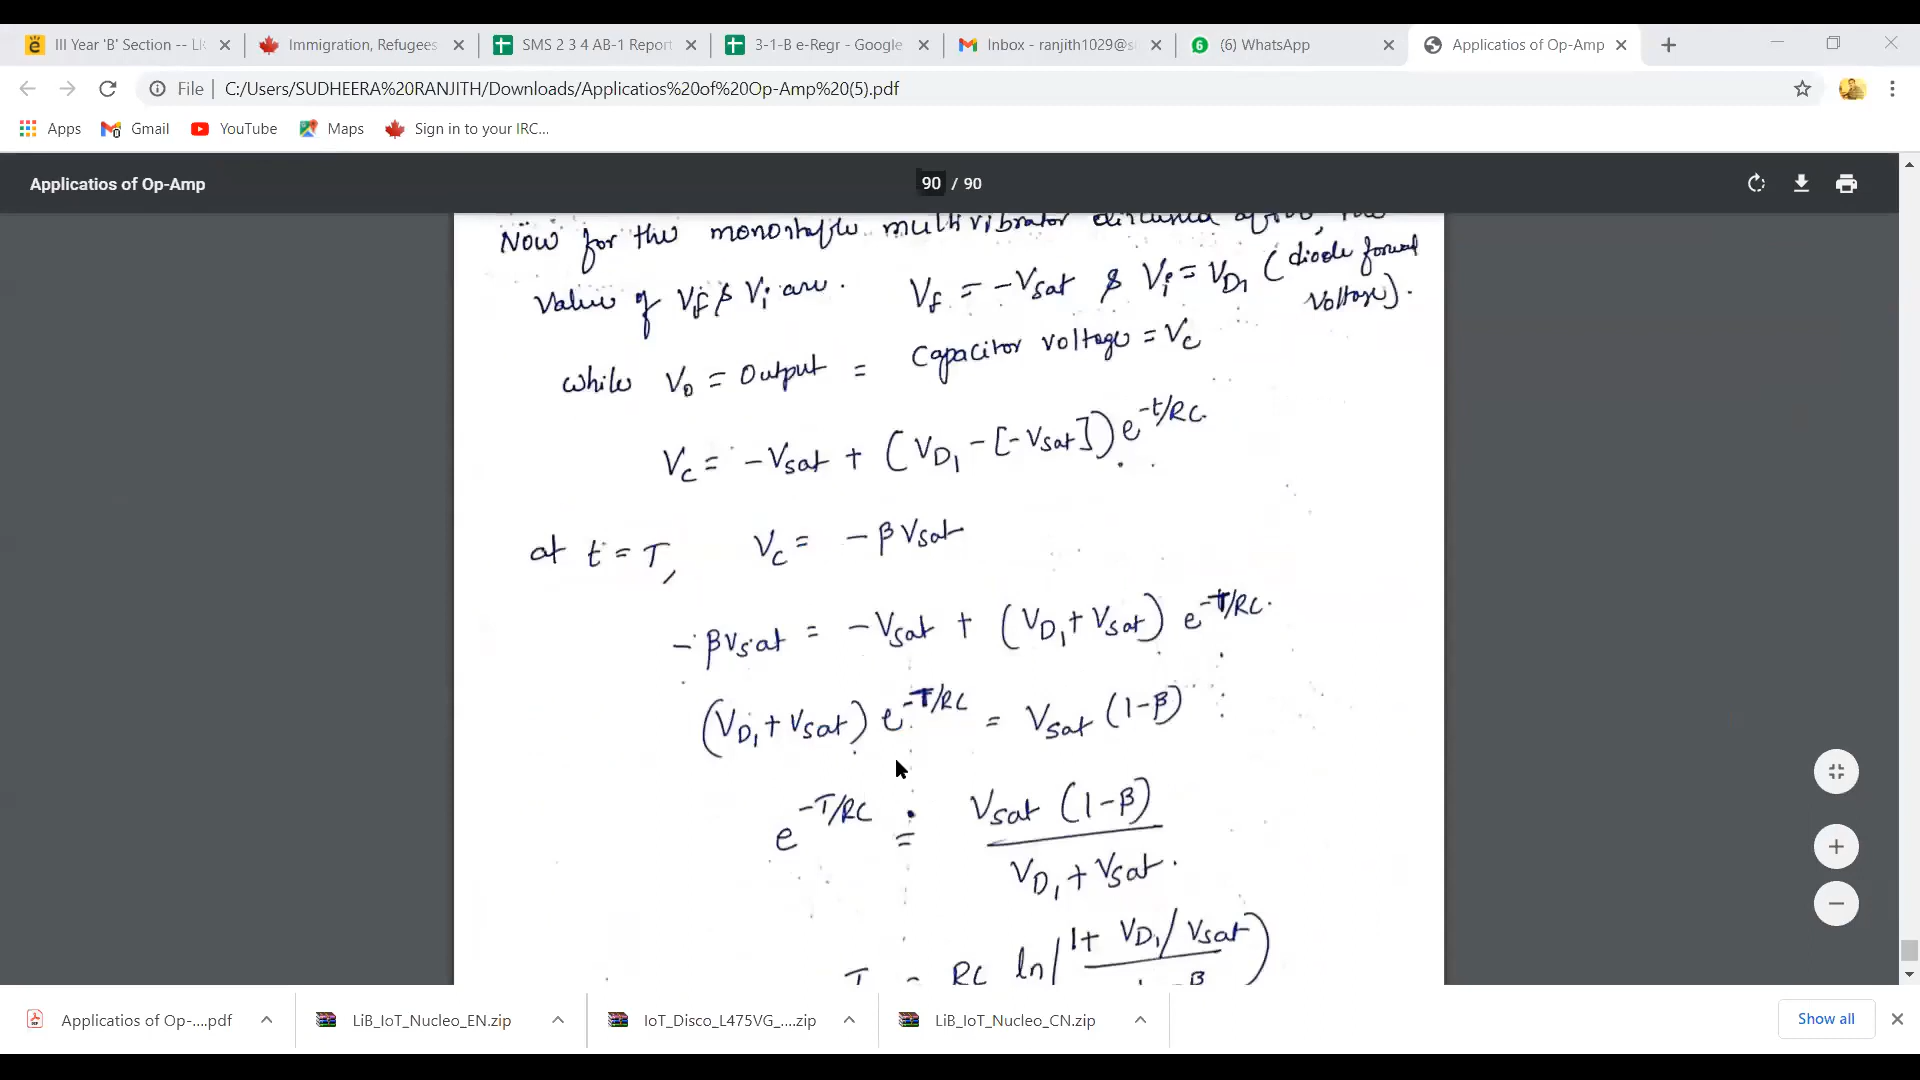 III Year 'B' Section -- LI
Immigration, Refugees
SMS 2 3 4 AB-1 Report
3-1-B e-Regr - Google
Inbox - ranjith1029@s
6 (6) WhatsApp
Applicatios of Op-Amp
File | C:/Users/SUDHEERA%20RANJITH/Downloads/Applicatios%20of%20Op-Amp%20(5).pdf
Apps Gmail YouTube Maps Sign in to your IRC...
Applicatios of Op-Amp 90 / 90
Now for the monostable multivibrator
value of Vf & Vi are. Vf = -Vsat & Vi = VD1 (diode forward
voltage).
while Vo = Output = Capacitor voltage = Vc
Vc = -Vsat + (VD1 - [-Vsat]) e^-t/RC.
at t = T, Vc = - β Vsat
- β Vsat = -Vsat + (VD1 + Vsat) e^-T/RC.
(VD1 + Vsat) e^-T/RC = Vsat (1-β)
e^-T/RC = Vsat (1-β)
VD1 + Vsat.
T = RC ln( 1+ VD1/Vsat )
β
Applicatios of Op-....pdf
LiB_IoT_Nucleo_EN.zip
IoT_Disco_L475VG_....zip
LiB_IoT_Nucleo_CN.zip
Show all